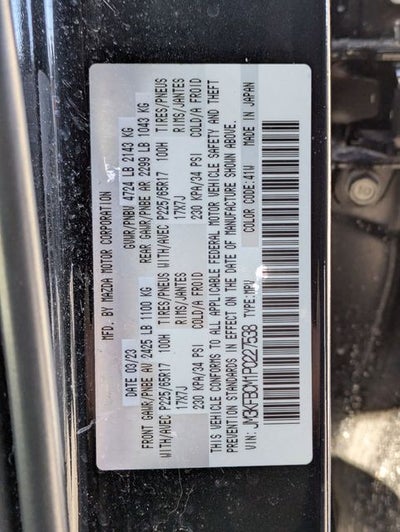 MFD. BY MAZDA MOTOR CORPORATION
DATE 03/23 GVWR/PNBV 4724 LB 2143 KG
FRONT GAWR/PNBE AV 2425 LB 1100 KG REAR GAWR/PNBE AR 2299 LB 1043 KG
WITH/AVEC P225/65R17 100H TIRES/PNEUS WITH/AVEC P225/65R17 100H TIRES/PNEUS
17X7J RIMS/JANTES 17X7J RIMS/JANTES
230 KPA/34 PSI COLD/A FROID 230 KPA/34 PSI COLD/A FROID
THIS VEHICLE CONFORMS TO ALL APPLICABLE FEDERAL MOTOR VEHICLE SAFETY AND THEFT
PREVENTION STANDARDS IN EFFECT ON THE DATE OF MANUFACTURE SHOWN ABOVE.
VIN: JM3KFBCM1P0227538 TYPE:MPV COLOR CODE:41W MADE IN JAPAN